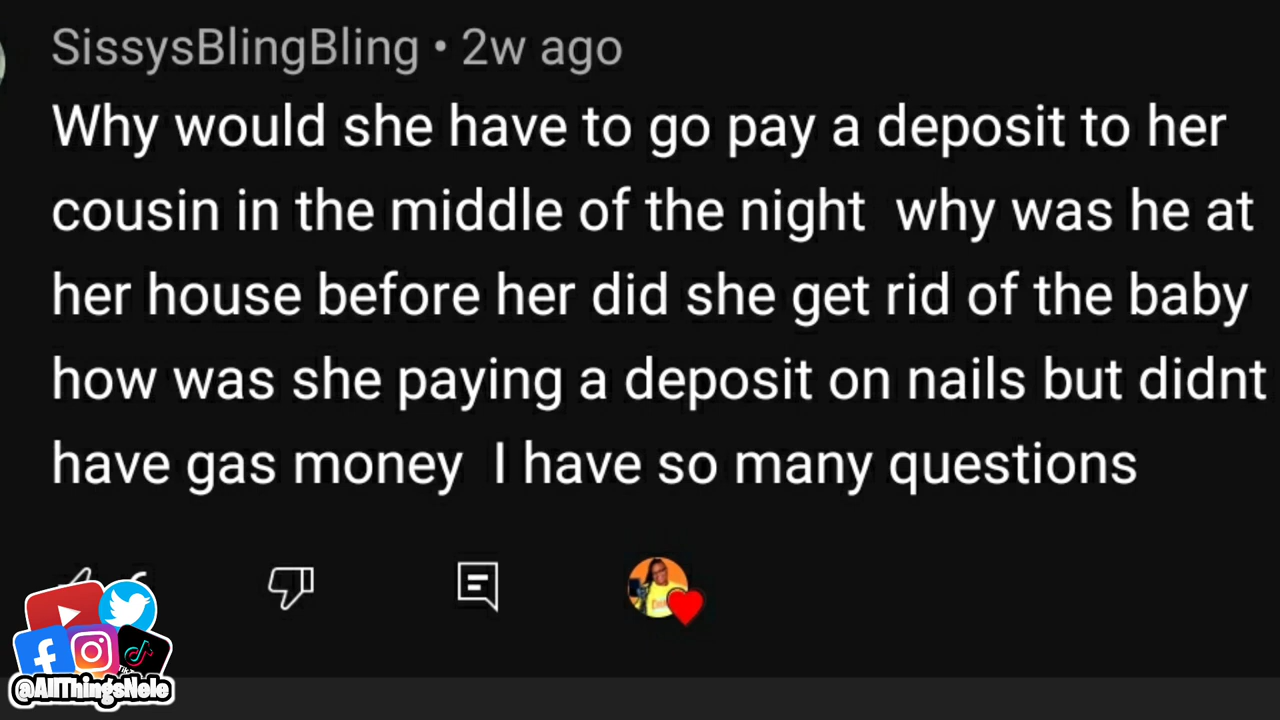 SissysBlingBling • 2w ago
Why would she have to go pay a deposit to her
cousin in the middle of the night  why was he at
her house before her did she get rid of the baby
how was she paying a deposit on nails but didnt
have gas money  I have so many questions
@AllThingsNole